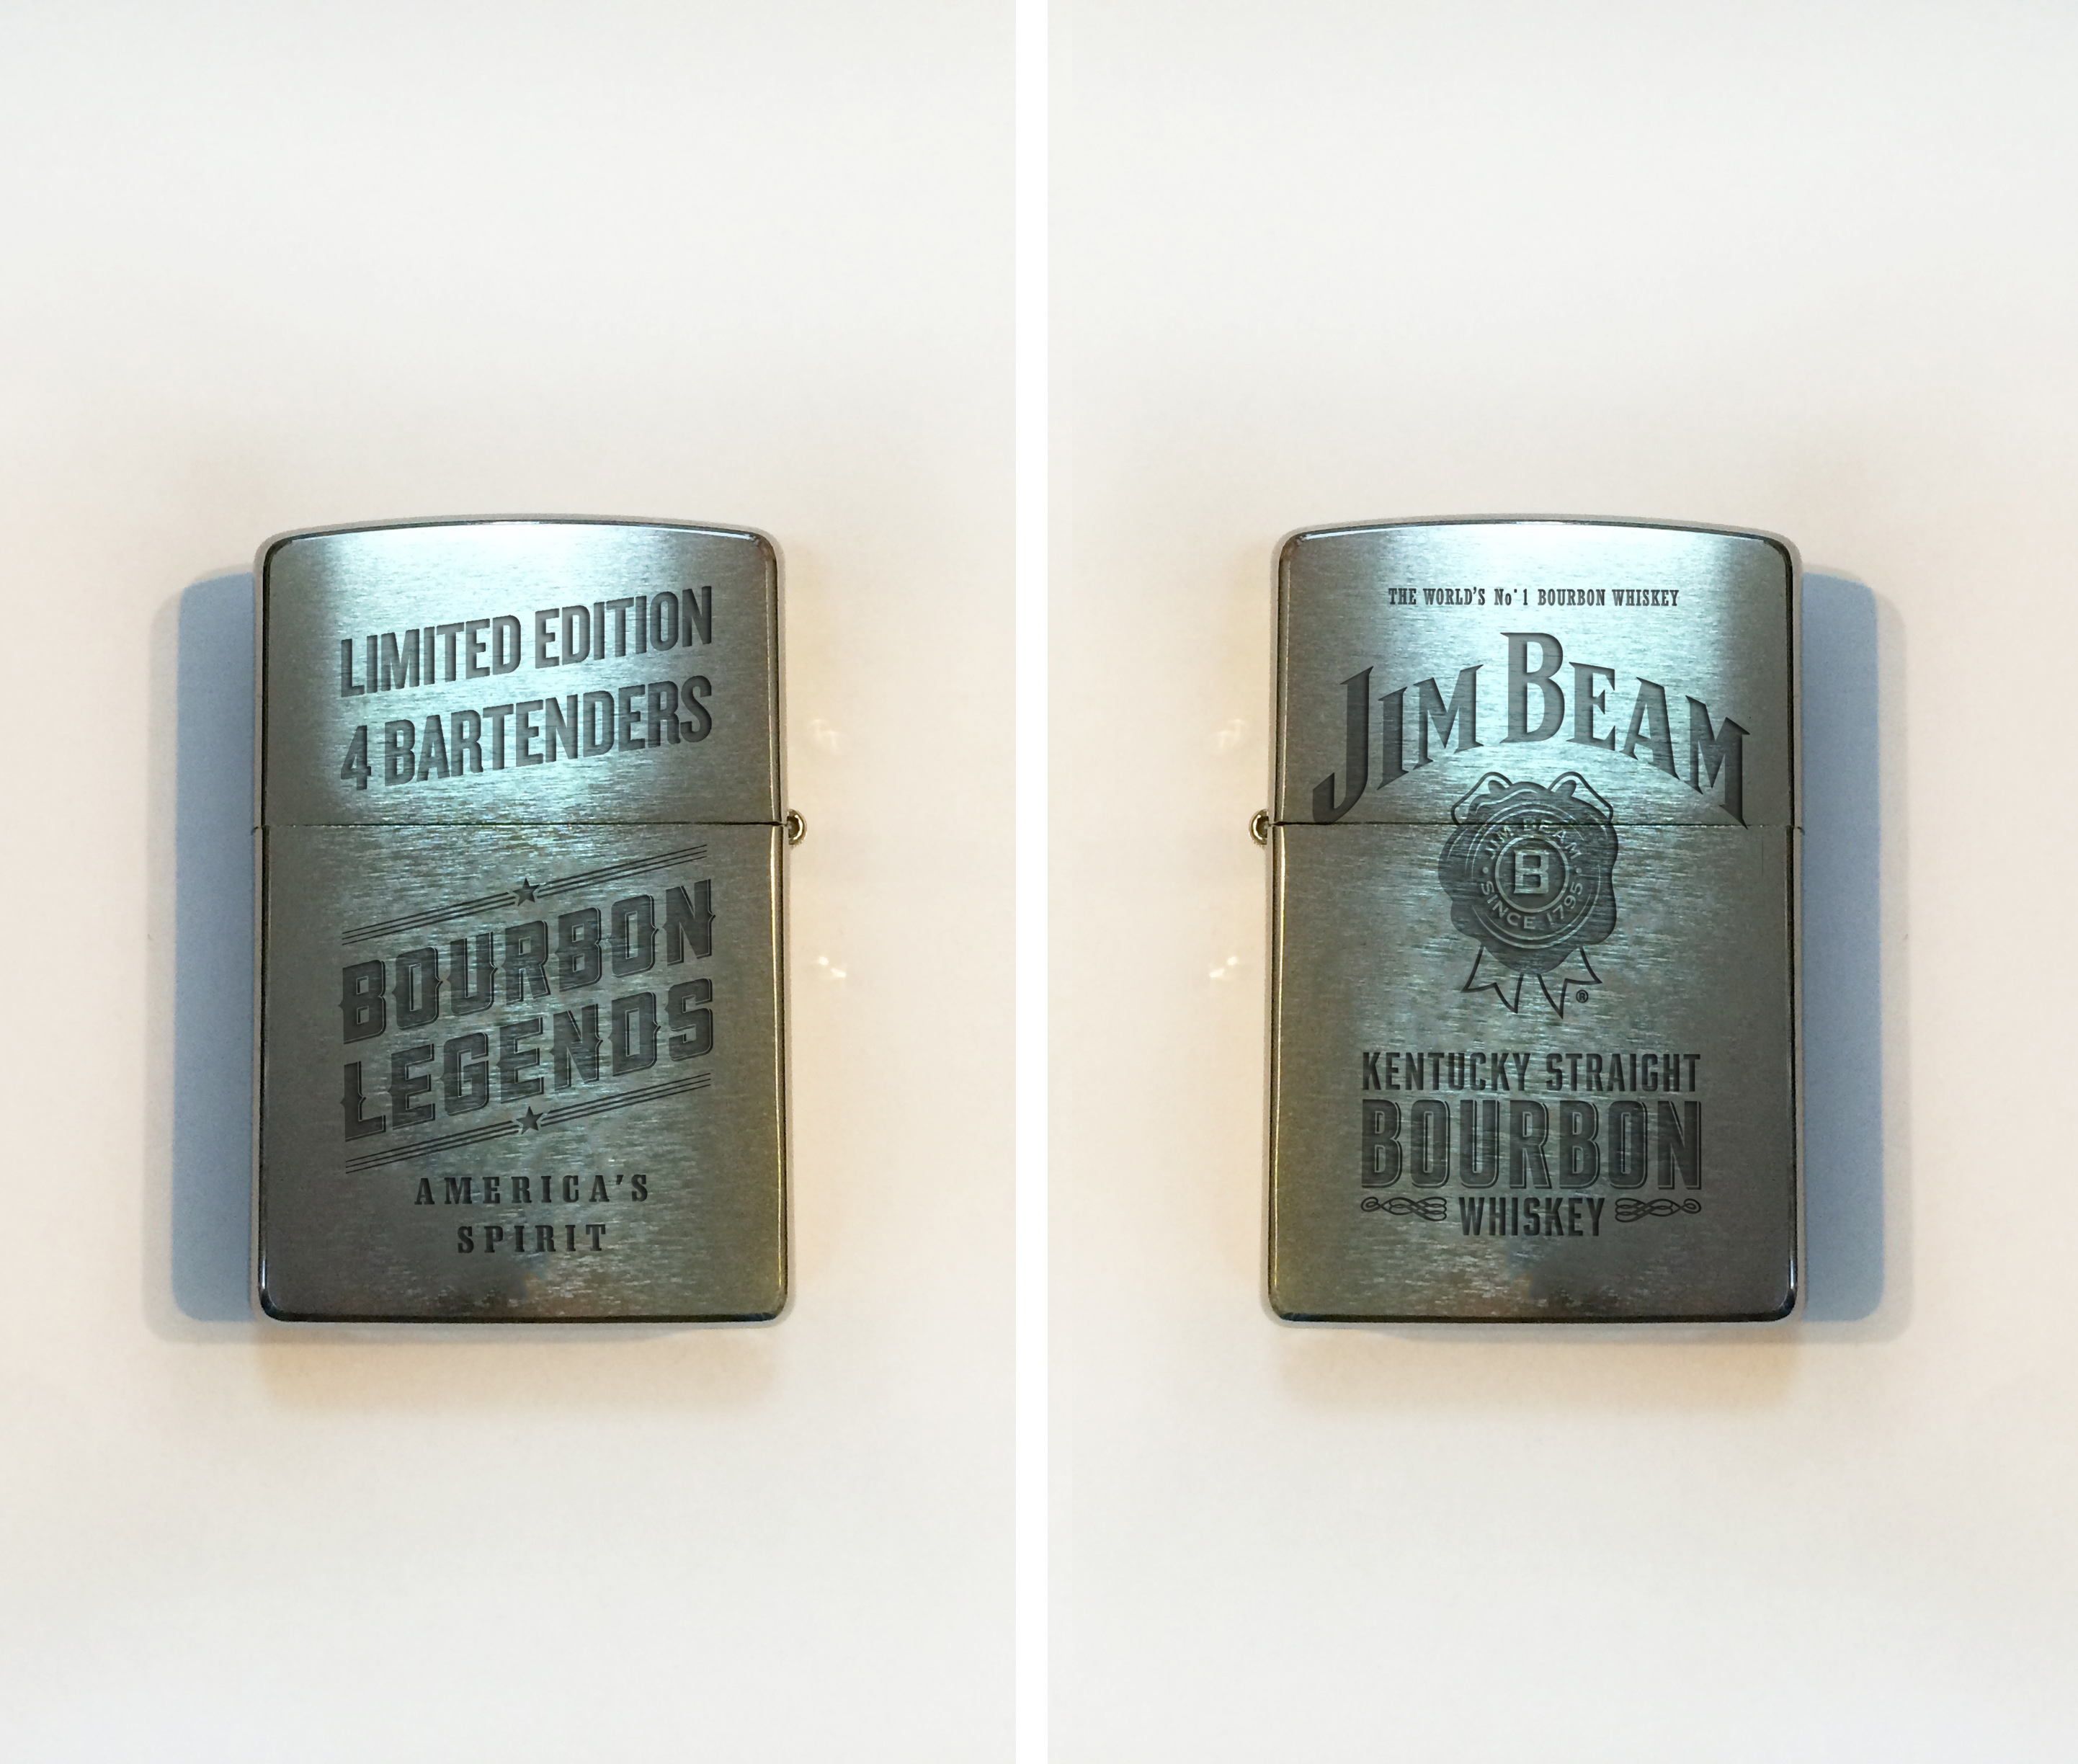 LIMITED EDITION
4 BARTENDERS
BOURBON
LEGENDS
AMERICA'S
SPIRIT
THE WORLD'S No· 1 BOURBON WHISKEY
JIM BEAM
JIM BEAM
B
· SINCE 1795 ·
®
KENTUCKY STRAIGHT
BOURBON
WHISKEY